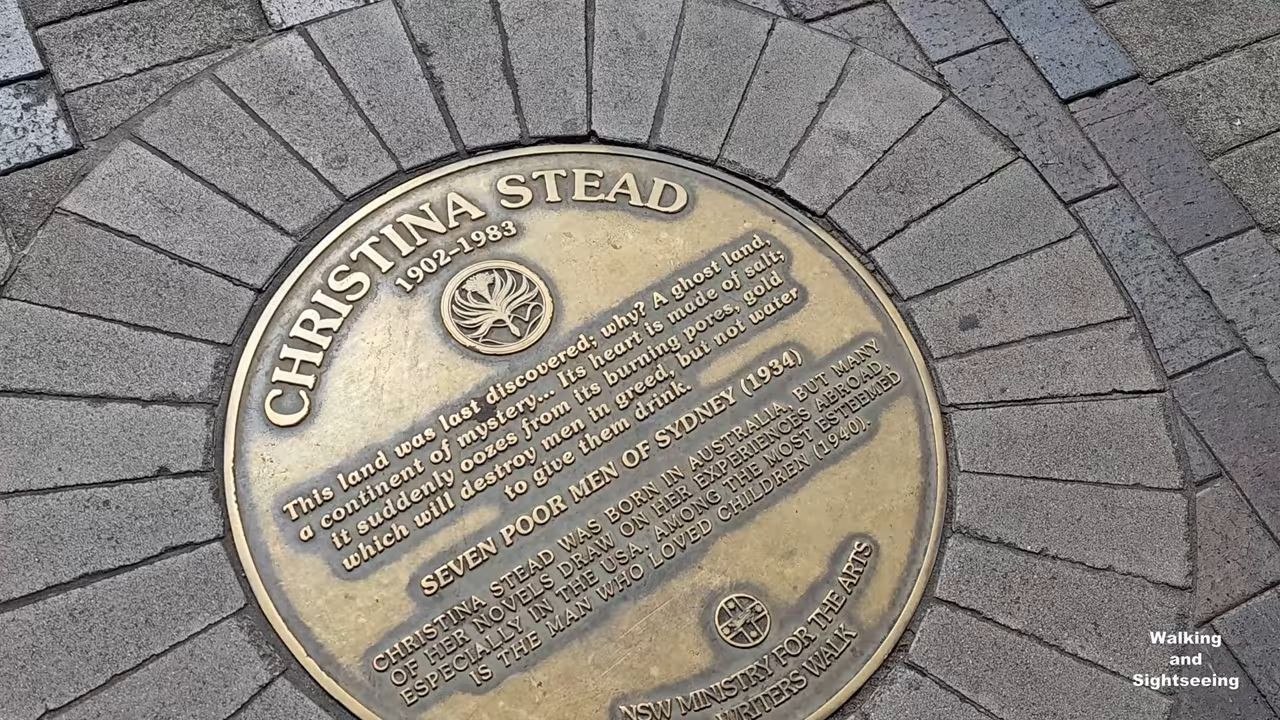 CHRISTINA STEAD
1902-1983
This land was last discovered; why? A ghost land,
a continent of mystery... Its heart is made of salt;
it suddenly oozes from its burning pores, gold
which will destroy men in greed, but not water
to give them drink.
SEVEN POOR MEN OF SYDNEY (1934)
CHRISTINA STEAD WAS BORN IN AUSTRALIA, BUT MANY
OF HER NOVELS DRAW ON HER EXPERIENCES ABROAD,
ESPECIALLY IN THE USA. AMONG THE MOST ESTEEMED
IS THE MAN WHO LOVED CHILDREN (1940).
NSW MINISTRY FOR THE ARTS
WRITERS WALK
Walking
and
Sightseeing